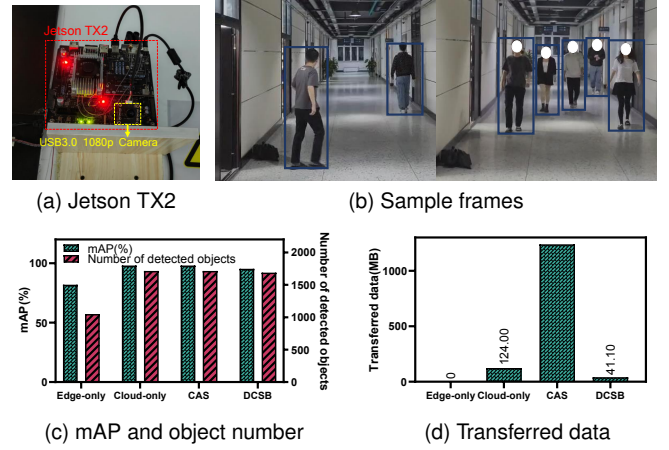 Jetson TX2
USB3.0 1080p Camera
(a) Jetson TX2
(b) Sample frames
mAP(%)
Number of detected objects
mAP(%)
100
50
0
Number of detected objects
2000
1500
1000
500
0
Edge-only Cloud-only CAS DCSB
(c) mAP and object number
Transferred data(MB)
1000
500
0
0
124.00
41.10
Edge-only Cloud-only CAS DCSB
(d) Transferred data